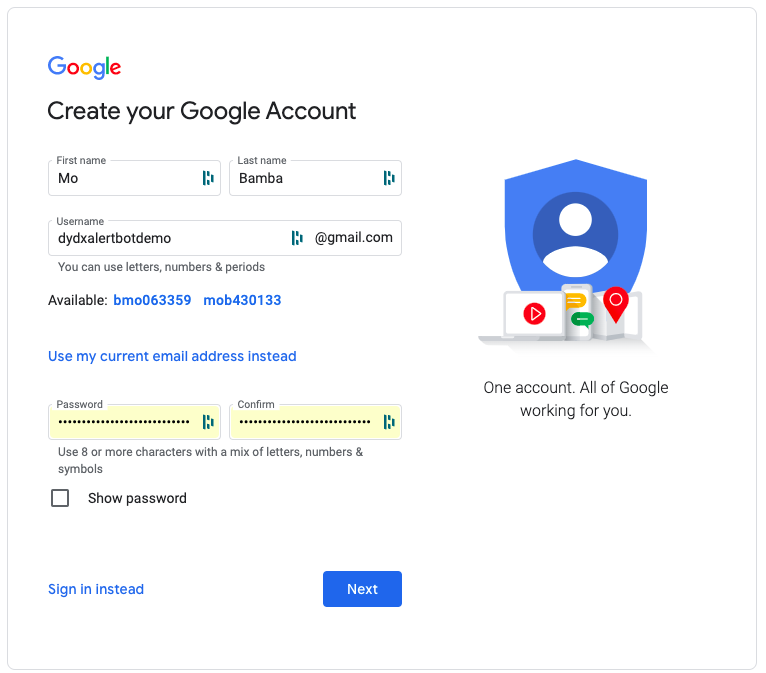 Google
Create your Google Account
First name
Last name
Mo
Bamba
Username
dydxalertbotdemo
@gmail.com
You can use letters, numbers & periods
Available: bmo063359 mob430133
Use my current email address instead
Password
Confirm
Use 8 or more characters with a mix of letters, numbers &
symbols
Show password
Sign in instead
Next
One account. All of Google
working for you.